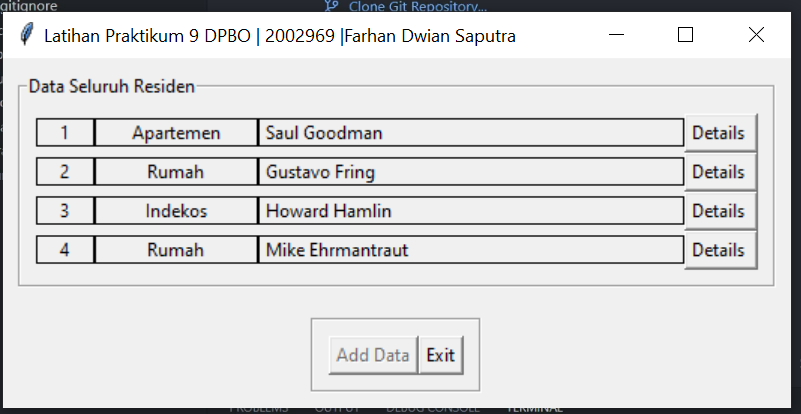 gitignore
Clone Git Repository...
Latihan Praktikum 9 DPBO | 2002969 |Farhan Dwian Saputra
Data Seluruh Residen
1 Apartemen Saul Goodman Details
2 Rumah Gustavo Fring Details
3 Indekos Howard Hamlin Details
4 Rumah Mike Ehrmantraut Details
Add Data Exit
PROBLEMS OUTPUT DEBUG CONSOLE TERMINAL